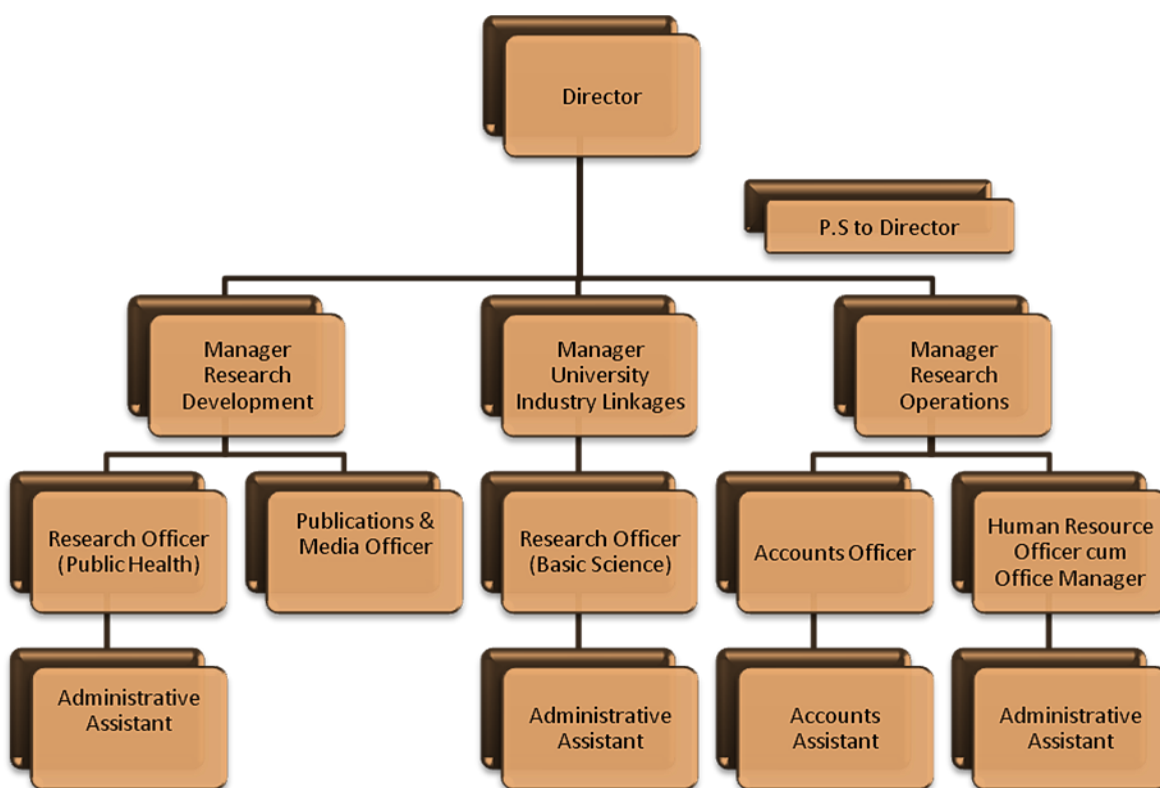 Director
P.S to Director
Manager
Research
Development
Manager
University
Industry Linkages
Manager
Research
Operations
Research Officer
(Public Health)
Publications &
Media Officer
Research Officer
(Basic Science)
Accounts Officer
Human Resource
Officer cum
Office Manager
Administrative
Assistant
Administrative
Assistant
Accounts
Assistant
Administrative
Assistant